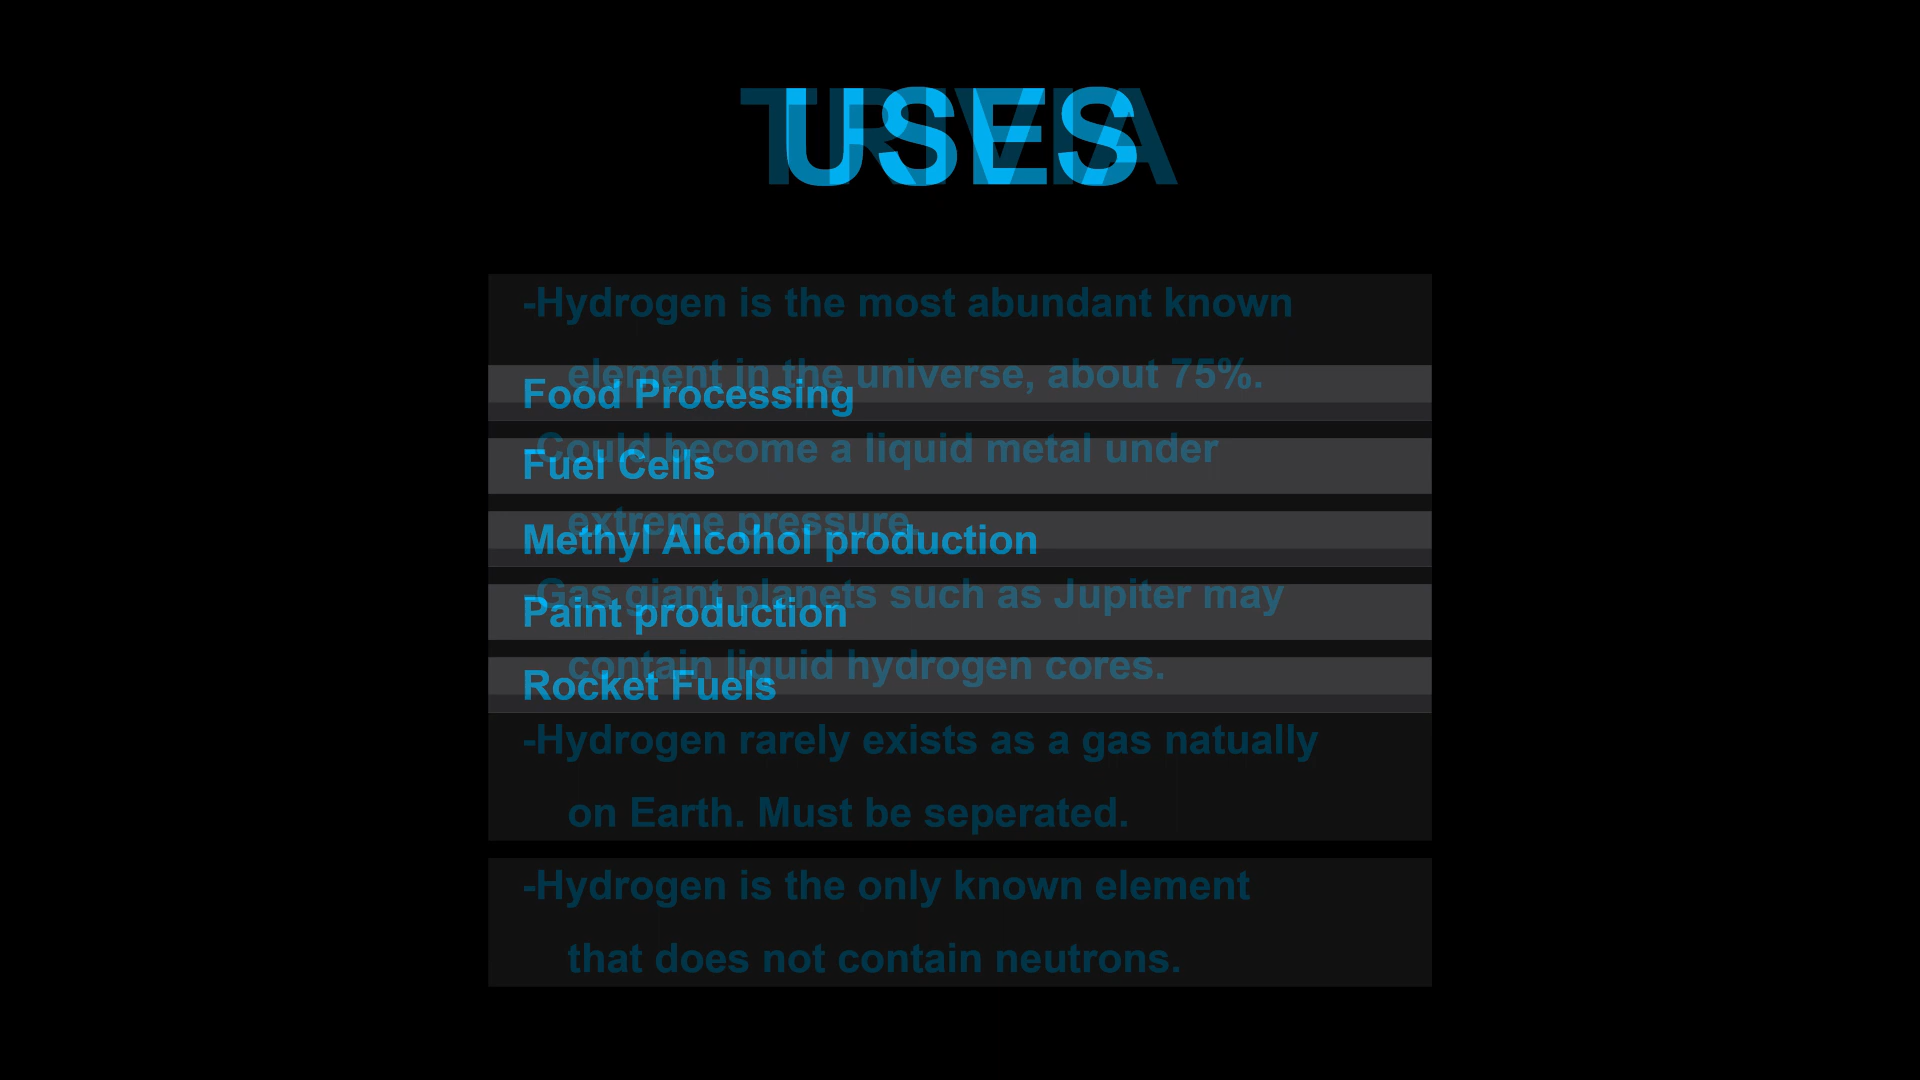 USES
TRIVIA
-Hydrogen is the most abundant known
element in the universe, about 75%.
Food Processing
-Could become a liquid metal under
Fuel Cells
extreme pressure.
Methyl Alcohol production
-Gas giant planets such as Jupiter may
Paint production
contain liquid hydrogen cores.
Rocket Fuels
-Hydrogen rarely exists as a gas natually
on Earth. Must be seperated.
-Hydrogen is the only known element
that does not contain neutrons.